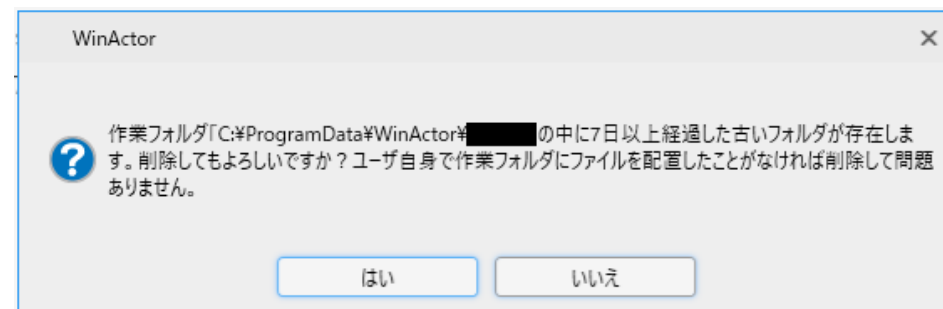 WinActor
作業フォルダ「C:¥ProgramData¥WinActor¥の中に7日以上経過した古いフォルダが存在しま
す。削除してもよろしいですか？ユーザ自身で作業フォルダにファイルを配置したことがなければ削除して問題
ありません。
はい
いいえ